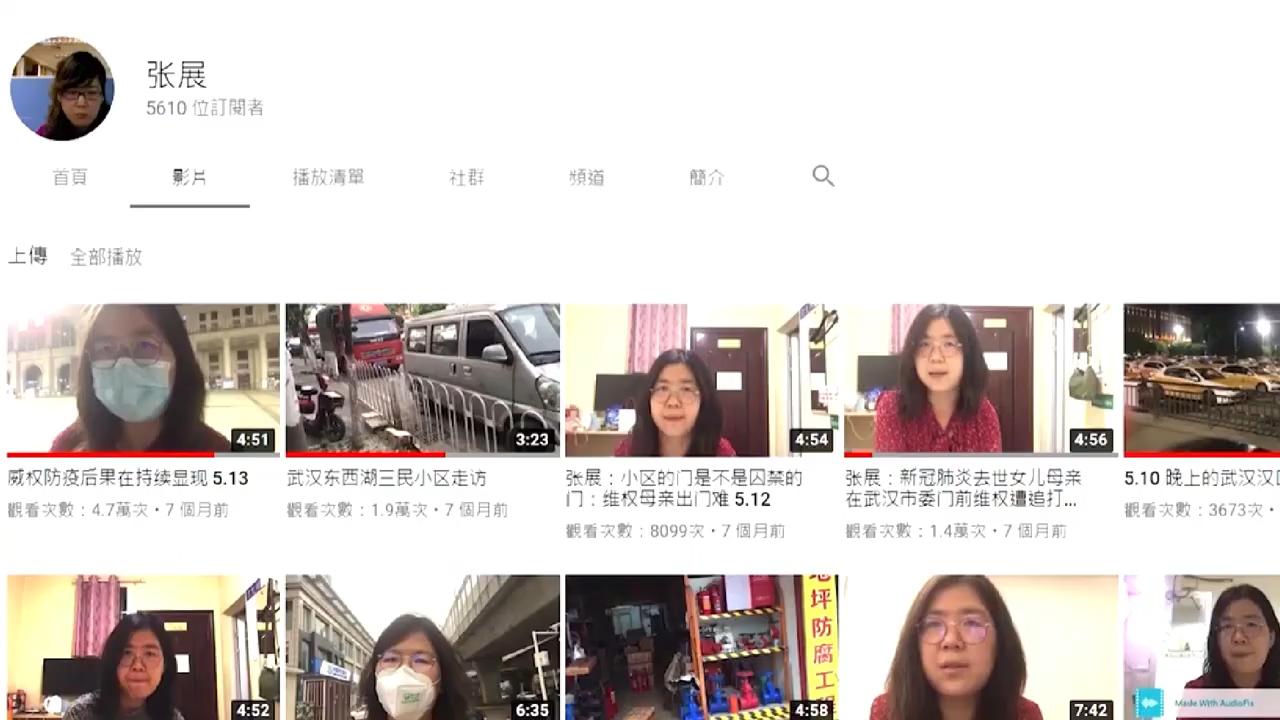 张展
5610 位訂閱者
首頁 影片 播放清單 社群 頻道 簡介
上傳 全部播放
4:51 3:23 4:54 4:56
威权防疫后果在持续显现 5.13
武汉东西湖三民小区走访
张展：小区的门是不是囚禁的
门：维权母亲出门难 5.12
张展：新冠肺炎去世女儿母亲
在武汉市委门前维权遭追打...
5.10 晚上的武汉汉口
觀看次數：4.7萬次・7 個月前
觀看次數：1.9萬次・7 個月前
觀看次數：8099次・7 個月前
觀看次數：1.4萬次・7 個月前
觀看次數：3673次・
坪防腐工
Made With AudioFix
4:52 6:35 4:58 7:42